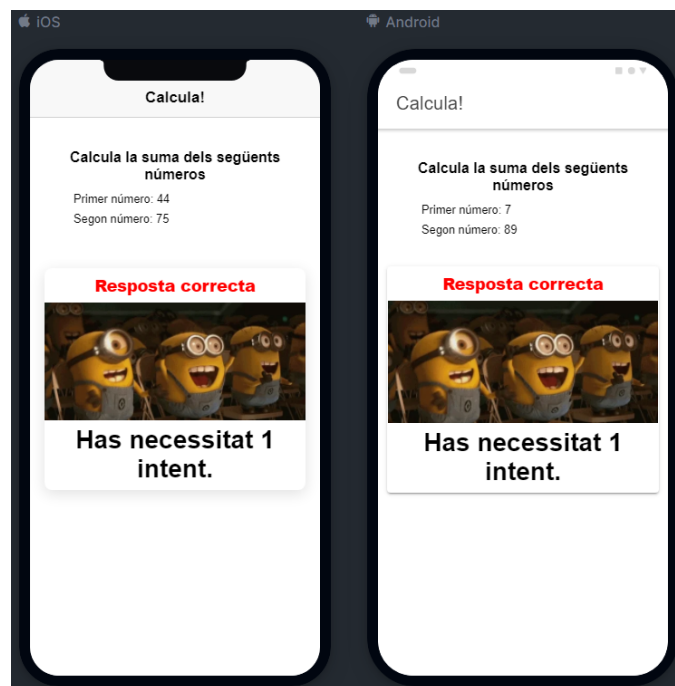 iOS
Calcula!
Calcula la suma dels següents
números
Primer número: 44
Segon número: 75
Resposta correcta
Has necessitat 1
intent.
Android
Calcula!
Calcula la suma dels següents
números
Primer número: 7
Segon número: 89
Resposta correcta
Has necessitat 1
intent.